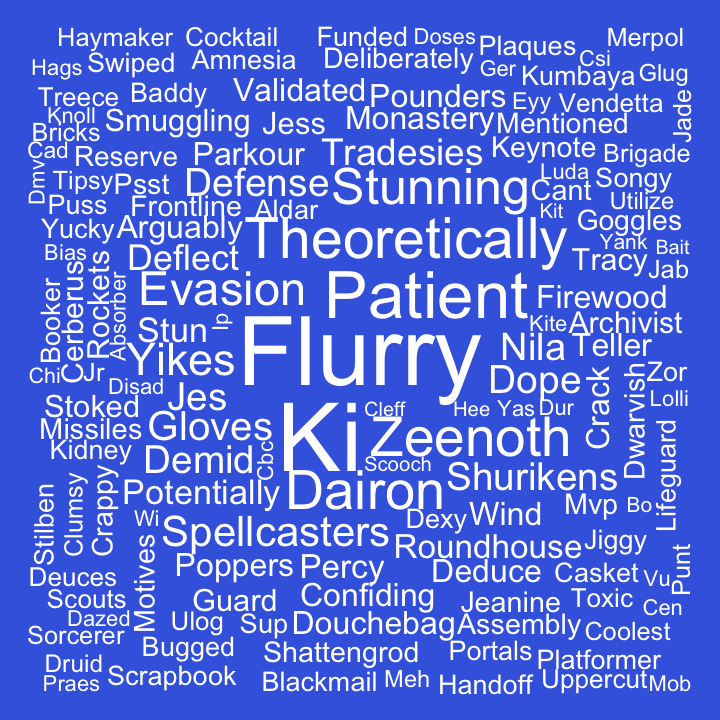 Haymaker Cocktail Funded Doses Plaques Merpol
Hags Swiped Amnesia Deliberately Ger Csi Kumbaya Glug
Treece Baddy Validated Pounders Eyy Vendetta Jade
Knoll Bricks Smuggling Jess Monastery Mentioned
Cad Reserve Parkour Tradesies Keynote Brigade
Dmv Tipsy Psst Defense Stunning Luda Cant Songy
Puss Frontline Aldar Kit Utilize Goggles
Yucky Arguably Theoretically Yank Bait
Bias Deflect Tracy Jab
Booker Cerberus Rockets Absorber Evasion Patient Firewood
Stun Ip Flurry Kite Archivist
Chi Jr Yikes Nila Teller
Disad Jes Dope Crack Dwarvish Zor
Stoked Ki Cleff Hee Yas Dur Lolli
Missiles Gloves Zeenoth
Kidney Demid Cbc Scooch Lifeguard
Stilben Clumsy Crappy Potentially Dairon Shurikens
Wi Spellcasters Dexy Wind Mvp Bo
Motives Roundhouse Jiggy Punt
Deuces Poppers Percy Deduce Casket Vu
Scouts Guard Confiding Jeanine Toxic Cen
Dazed Ulog Sup Douchebag Assembly Coolest
Sorcerer Bugged Shattengrod Portals Platformer
Druid Praes Scrapbook Blackmail Meh Handoff Uppercut Mob